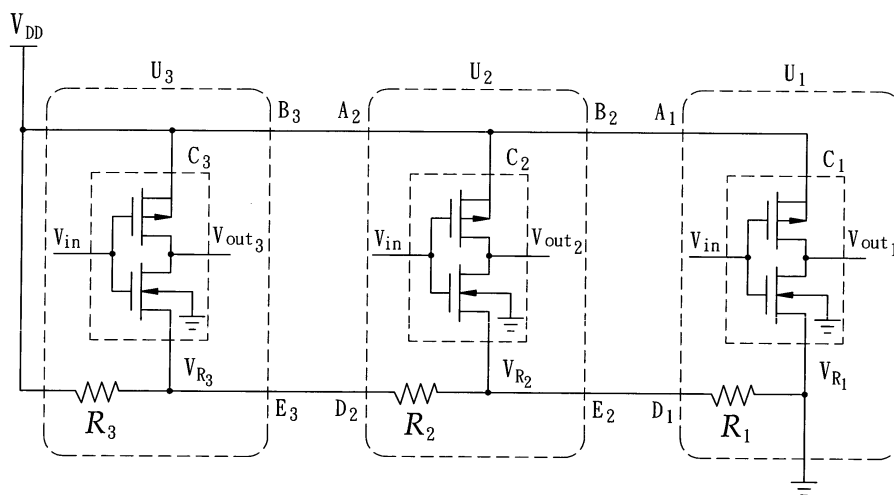 V_DD
U_3
U_2
U_1
B_3
A_2
B_2
A_1
C_3
C_2
C_1
V_in
V_out_3
V_in
V_out_2
V_in
V_out_1
V_R_3
V_R_2
V_R_1
E_3
D_2
E_2
D_1
R_3
R_2
R_1